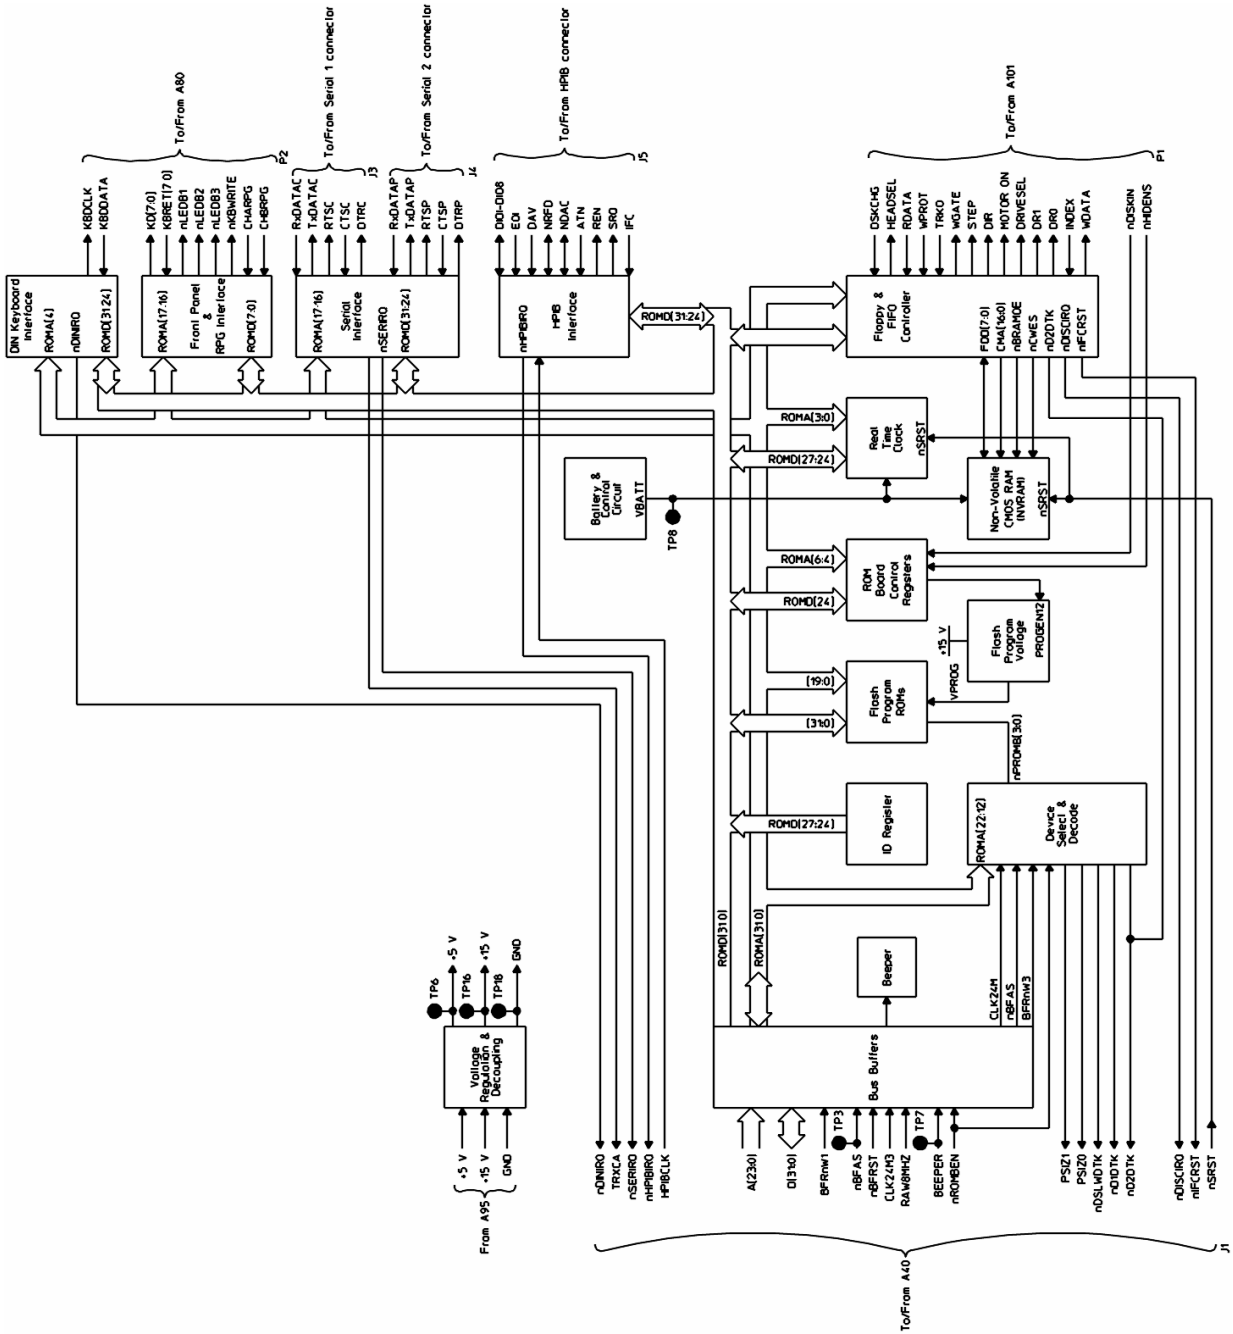 To/From A80
P2
KBDCLK
KBDDATA
KO(7:0)
KBRET(7:0)
nLEDB1
nLEDB2
nLEDB3
nKBWRITE
CHARPG
CHBRPG
DIN Keyboard
Interface
ROMA(4)
nDINIRQ
ROMD(31:24)
ROMA(17:16)
Front Panel
&
RPG Interface
ROMD(7:0)
To/From Serial 1 connector
J3
RxDATAC
TxDATAC
RTSC
CTSC
DTRC
To/From Serial 2 connector
J4
RxDATAP
TxDATAP
RTSP
CTSP
DTRP
ROMA(17:16)
Serial
Interface
nSERIRQ
ROMD(31:24)
To/From HPIB connector
J5
DIO1-DIO8
EOI
DAV
NRFD
NDAC
ATN
REN
SRQ
IFC
nHPIBIRQ
HPIB
Interface
ROMD(31:24)
To/From A101
P1
DSKCHG
HEADSEL
RDATA
WPROT
TRKO
WGATE
STEP
DIR
MOTOR ON
DRIVESEL
DR1
DR0
INDEX
WDATA
nDISKIN
nHIDENS
Floppy &
FIFO
Controller
FDD(7:0)
CMA(16:0)
nBRAMOE
nCWES
nD2DTK
nDISCIRQ
nIFCRST
ROMA(3:0)
ROMD(27:24)
Real
Time
Clock
nSRST
Battery &
Control
Circuit
VBATT
TP8
Non-Volatile
CMOS RAM
(NVRAM)
nSRST
ROMA(6:4)
ROMD(24)
ROM
Board
Control
Registers
+15 V
Flash
Program
Voltage
PROGEN12
VPROG
(19:0)
(31:0)
Flash
Program
ROMs
nPROMB(3:0)
ROMD(27:24)
ID Register
ROMA(22:12)
Device
Select &
Decode
ROMD(31:0)
ROMA(31:0)
Beeper
CLK24M
nBFAS
BFRnW3
Bus Buffers
TP6
+5 V
TP16
+15 V
TP18
GND
Voltage
Regulation &
Decoupling
+5 V
+15 V
GND
From A95
nDINIRQ
TRXCA
nSERIRQ
nHPIBIRQ
HPIBCLK
A(23:0)
D(31:0)
BFRnW1
TP3
nBFAS
nBFRST
CLK24M3
RAW8MHZ
TP7
BEEPER
nROMBEN
PSIZ1
PSIZ0
nDSLWDTK
nD1DTK
nD2DTK
nDISCIRQ
nIFCRST
nSRST
J1
To/From A40